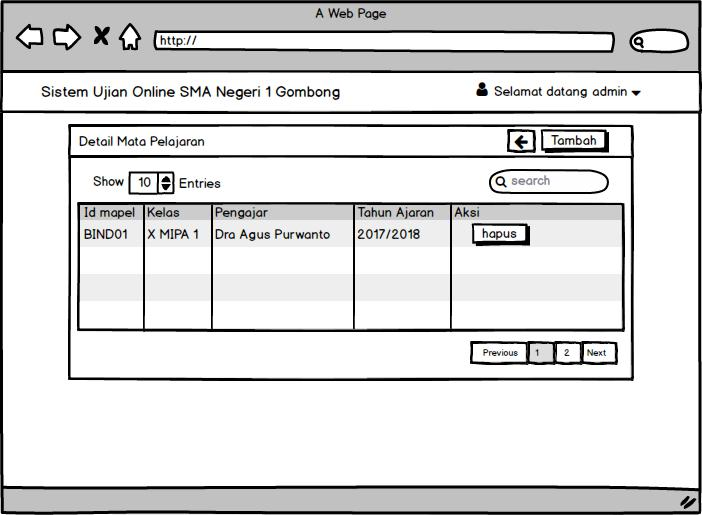 A Web Page
http://
Sistem Ujian Online SMA Negeri 1 Gombong
Selamat datang admin
Detail Mata Pelajaran
Tambah
Show 10 Entries
search
Id mapel Kelas Pengajar Tahun Ajaran Aksi
BIND01 X MIPA 1 Dra Agus Purwanto 2017/2018 hapus
Previous 1 2 Next